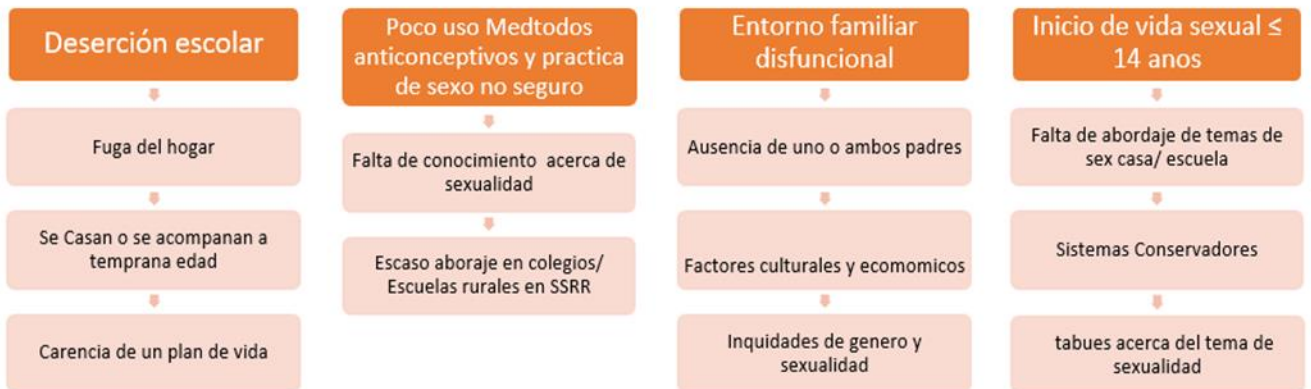 Deserción escolar
Fuga del hogar
Se Casan o se acompanan a
temprana edad
Carencia de un plan de vida
Poco uso Medtodos
anticonceptivos y practica
de sexo no seguro
Falta de conocimiento acerca de
sexualidad
Escaso aboraje en colegios/
Escuelas rurales en SSRR
Entorno familiar
disfuncional
Ausencia de uno o ambos padres
Factores culturales y ecomomicos
Inquidades de genero y
sexualidad
Inicio de vida sexual ≤
14 anos
Falta de abordaje de temas de
sex casa/ escuela
Sistemas Conservadores
tabues acerca del tema de
sexualidad